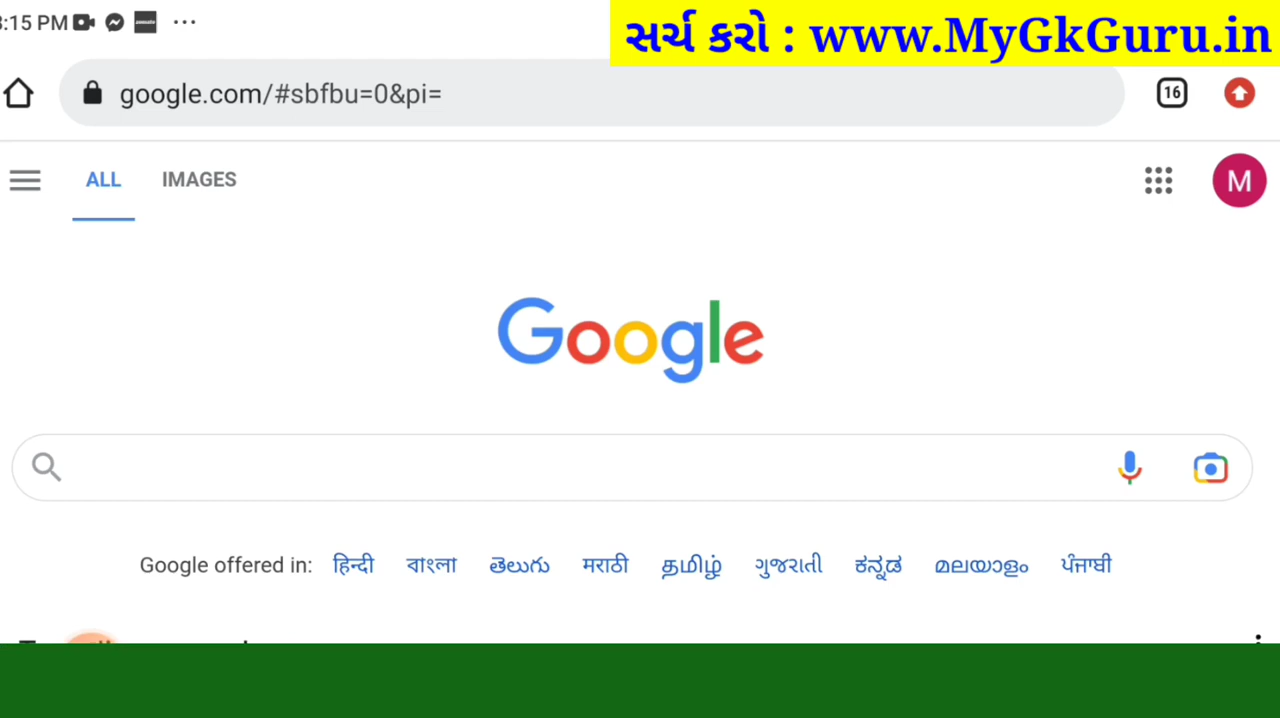 :15 PM
સર્ચ કરો : www.MyGkGuru.in
google.com/#sbfbu=0&pi=
16
ALL IMAGES
M
Google
Google offered in: हिन्दी বাংলা తెలుగు मराठी தமிழ் ગુજરાતી ಕನ್ನಡ മലയാളം ਪੰਜਾਬੀ